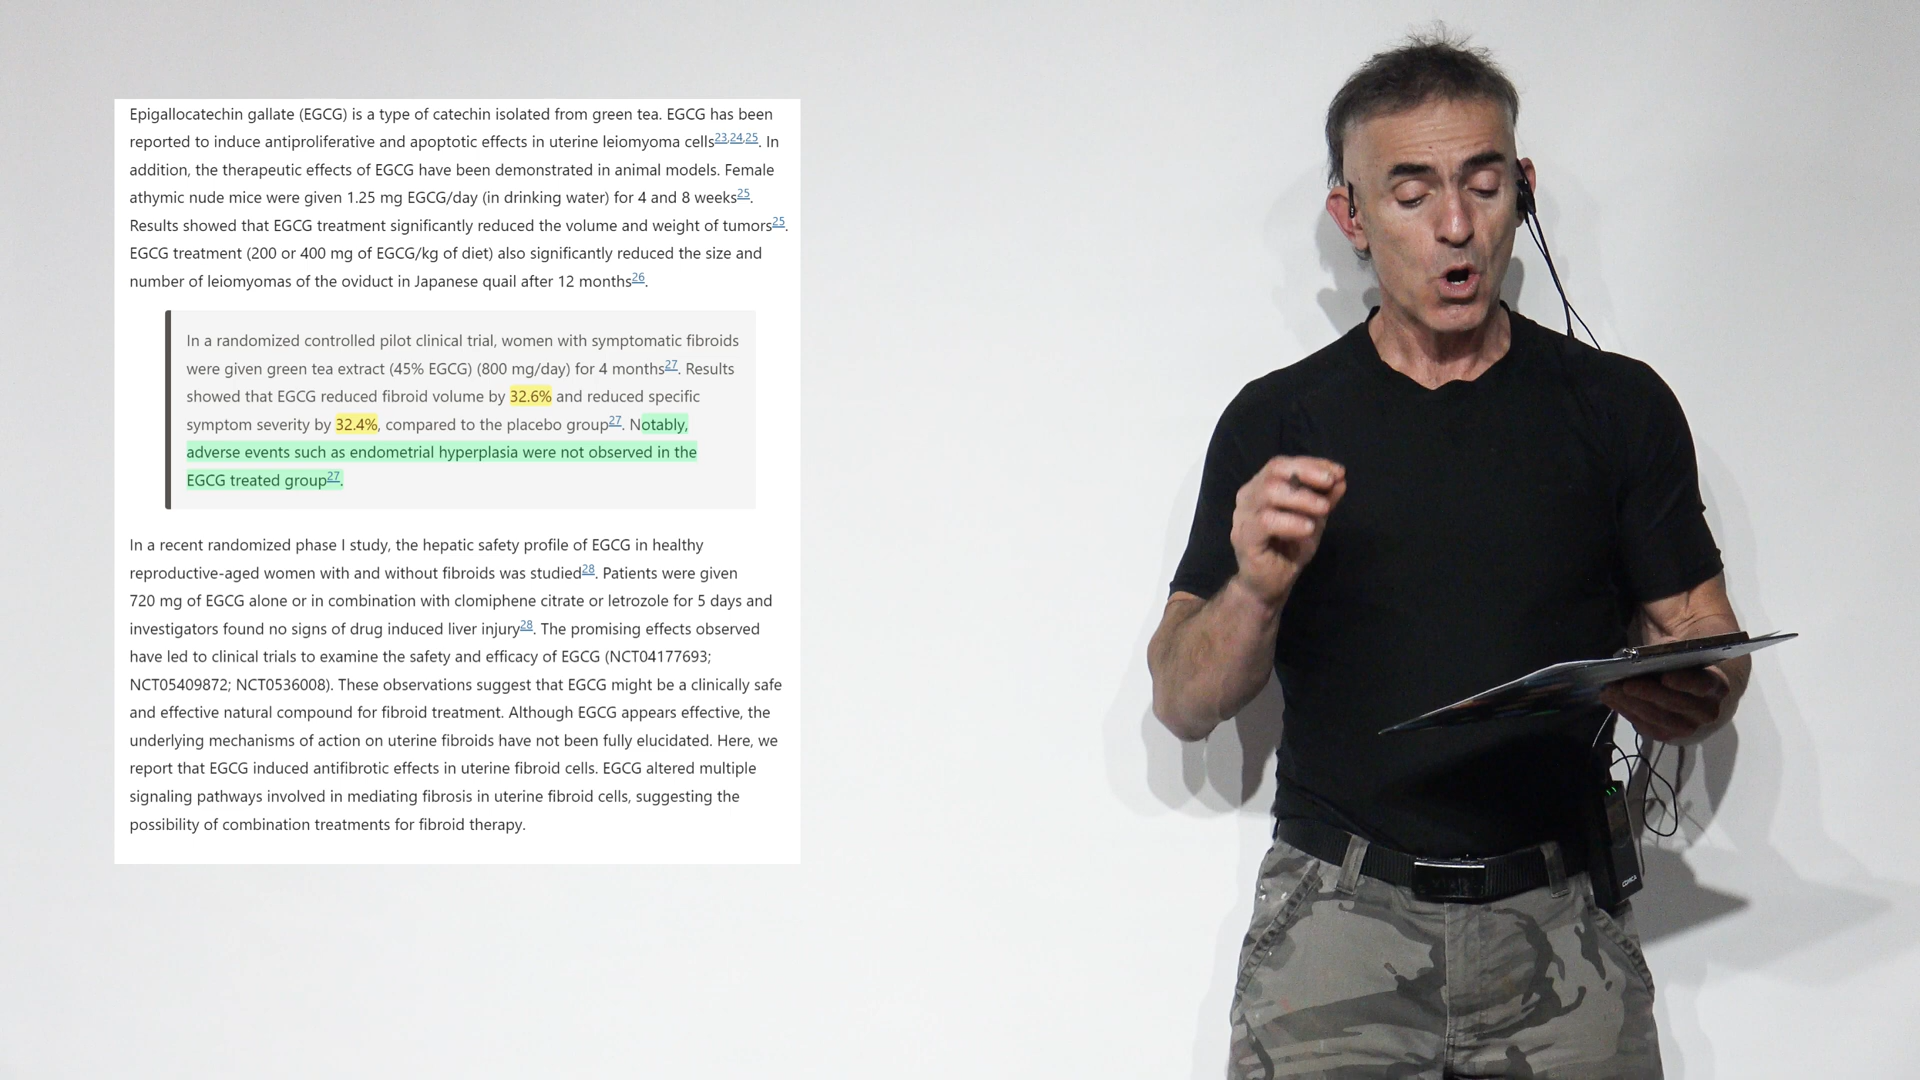 Epigallocatechin gallate (EGCG) is a type of catechin isolated from green tea. EGCG has been
reported to induce antiproliferative and apoptotic effects in uterine leiomyoma cells23,24,25. In
addition, the therapeutic effects of EGCG have been demonstrated in animal models. Female
athymic nude mice were given 1.25 mg EGCG/day (in drinking water) for 4 and 8 weeks25.
Results showed that EGCG treatment significantly reduced the volume and weight of tumors25.
EGCG treatment (200 or 400 mg of EGCG/kg of diet) also significantly reduced the size and
number of leiomyomas of the oviduct in Japanese quail after 12 months26.
In a randomized controlled pilot clinical trial, women with symptomatic fibroids
were given green tea extract (45% EGCG) (800 mg/day) for 4 months27. Results
showed that EGCG reduced fibroid volume by 32.6% and reduced specific
symptom severity by 32.4%, compared to the placebo group27. Notably,
adverse events such as endometrial hyperplasia were not observed in the
EGCG treated group27.
In a recent randomized phase I study, the hepatic safety profile of EGCG in healthy
reproductive-aged women with and without fibroids was studied28. Patients were given
720 mg of EGCG alone or in combination with clomiphene citrate or letrozole for 5 days and
investigators found no signs of drug induced liver injury28. The promising effects observed
have led to clinical trials to examine the safety and efficacy of EGCG (NCT04177693;
NCT05409872; NCT0536008). These observations suggest that EGCG might be a clinically safe
and effective natural compound for fibroid treatment. Although EGCG appears effective, the
underlying mechanisms of action on uterine fibroids have not been fully elucidated. Here, we
report that EGCG induced antifibrotic effects in uterine fibroid cells. EGCG altered multiple
signaling pathways involved in mediating fibrosis in uterine fibroid cells, suggesting the
possibility of combination treatments for fibroid therapy.
COMICA